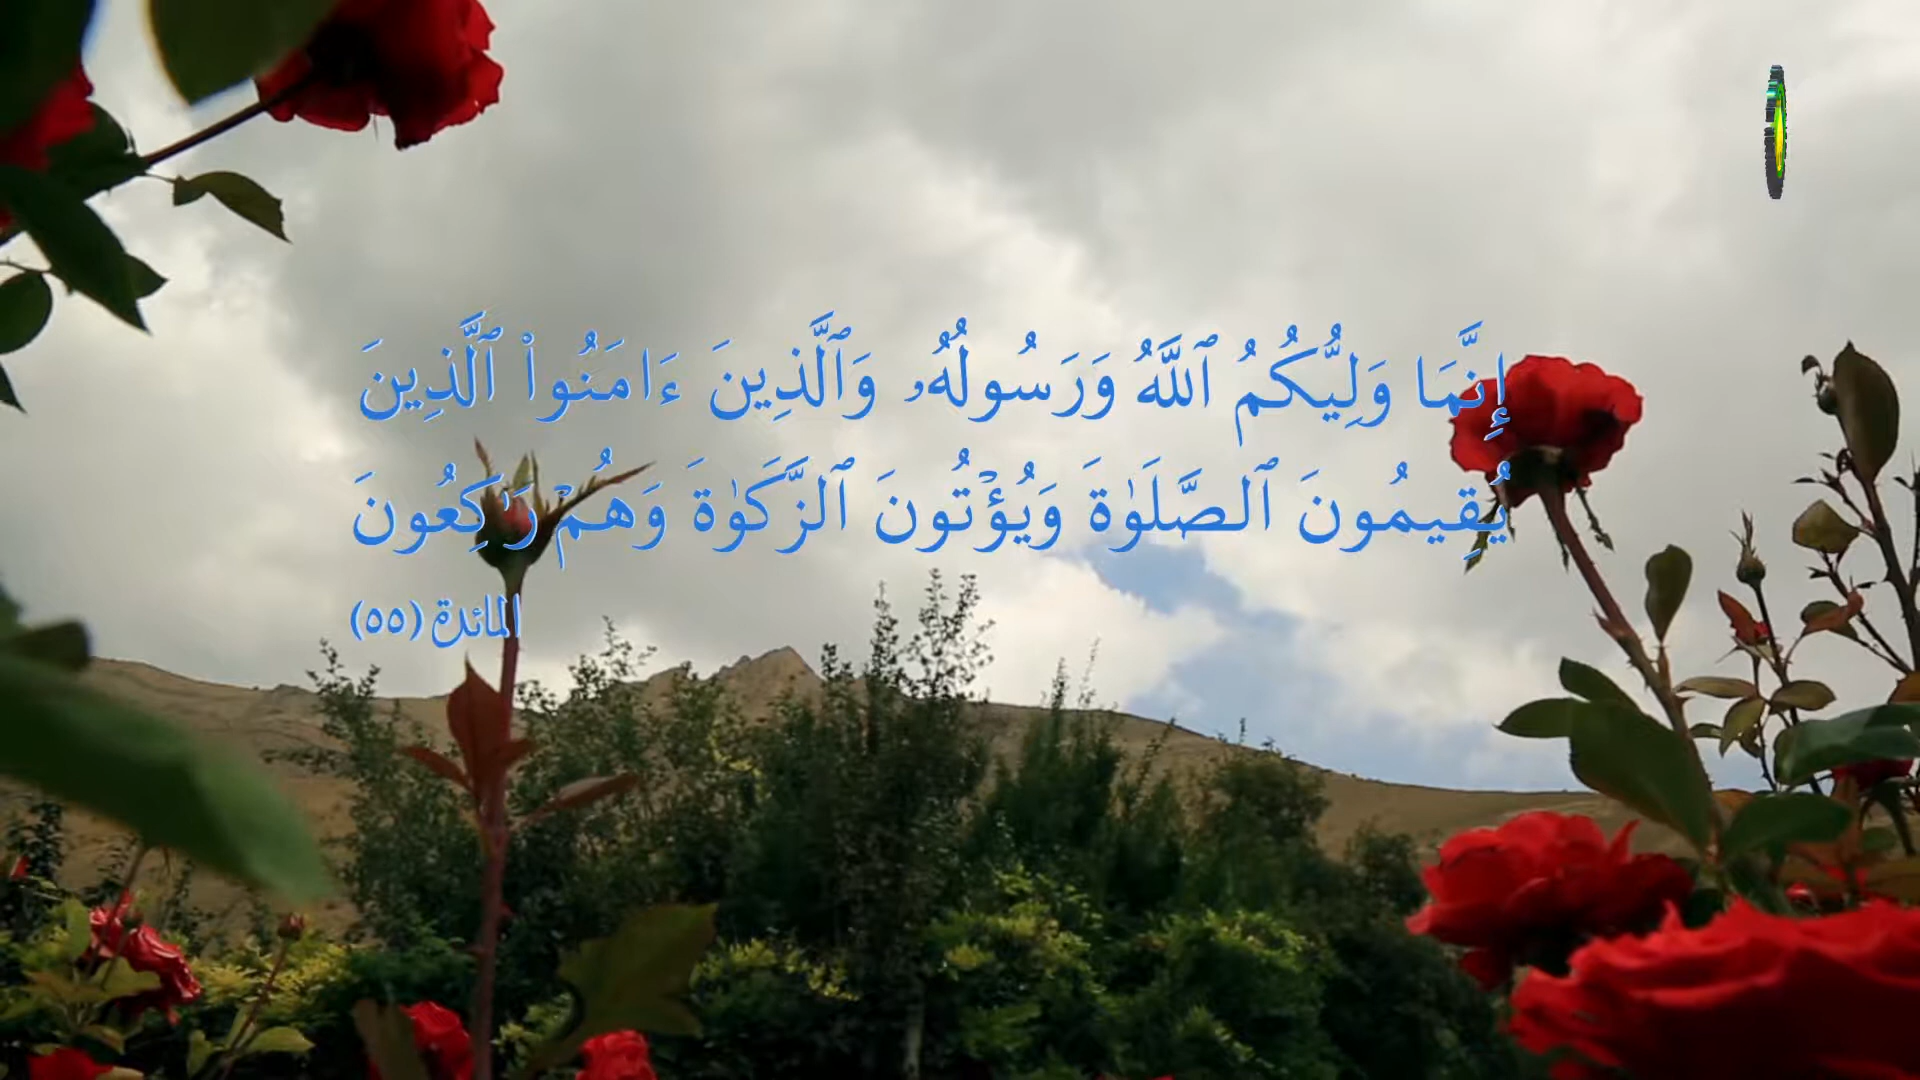 إِنَّمَا وَلِيُّكُمُ ٱللَّهُ وَرَسُولُهُۥ وَٱلَّذِينَ ءَامَنُوا۟ ٱلَّذِينَ
يُقِيمُونَ ٱلصَّلَوٰةَ وَيُؤْتُونَ ٱلزَّكَوٰةَ وَهُمْ رَٰكِعُونَ
المائدة (٥٥)